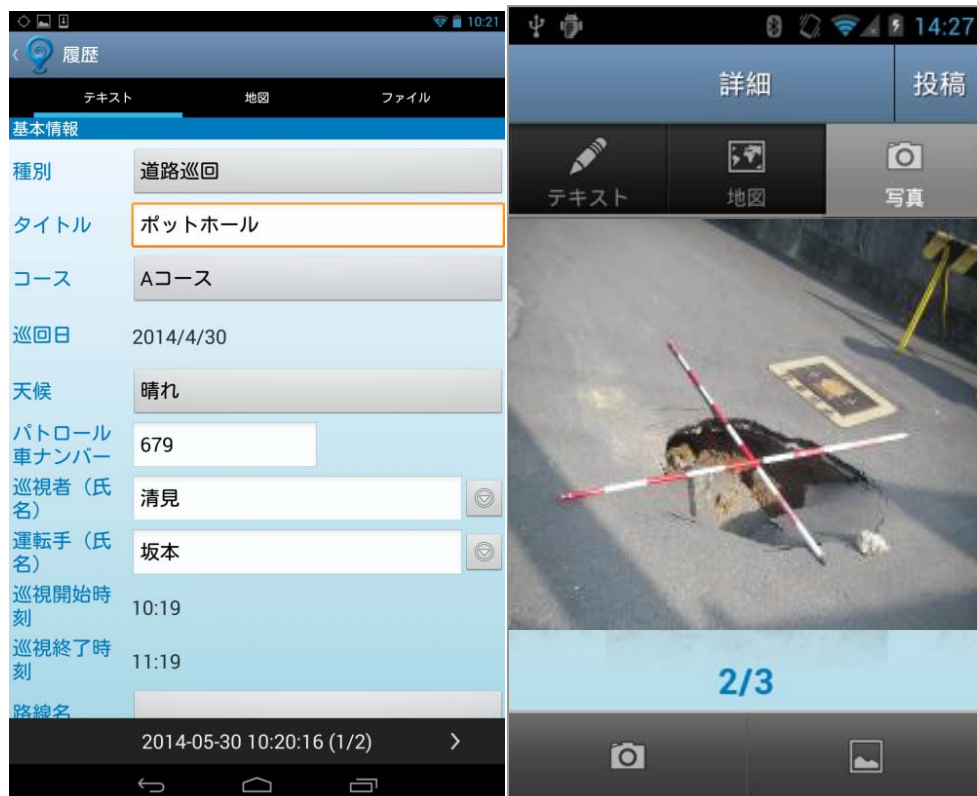 10:21
履歴
テキスト 地図 ファイル
基本情報
種別 道路巡回
タイトル ポットホール
コース Aコース
巡回日 2014/4/30
天候 晴れ
パトロール
車ナンバー 679
巡視者（氏
名） 清見
運転手（氏
名） 坂本
巡視開始時
刻 10:19
巡視終了時
刻 11:19
路線名
2014-05-30 10:20:16 (1/2)
14:27
詳細 投稿
テキスト 地図 写真
2/3